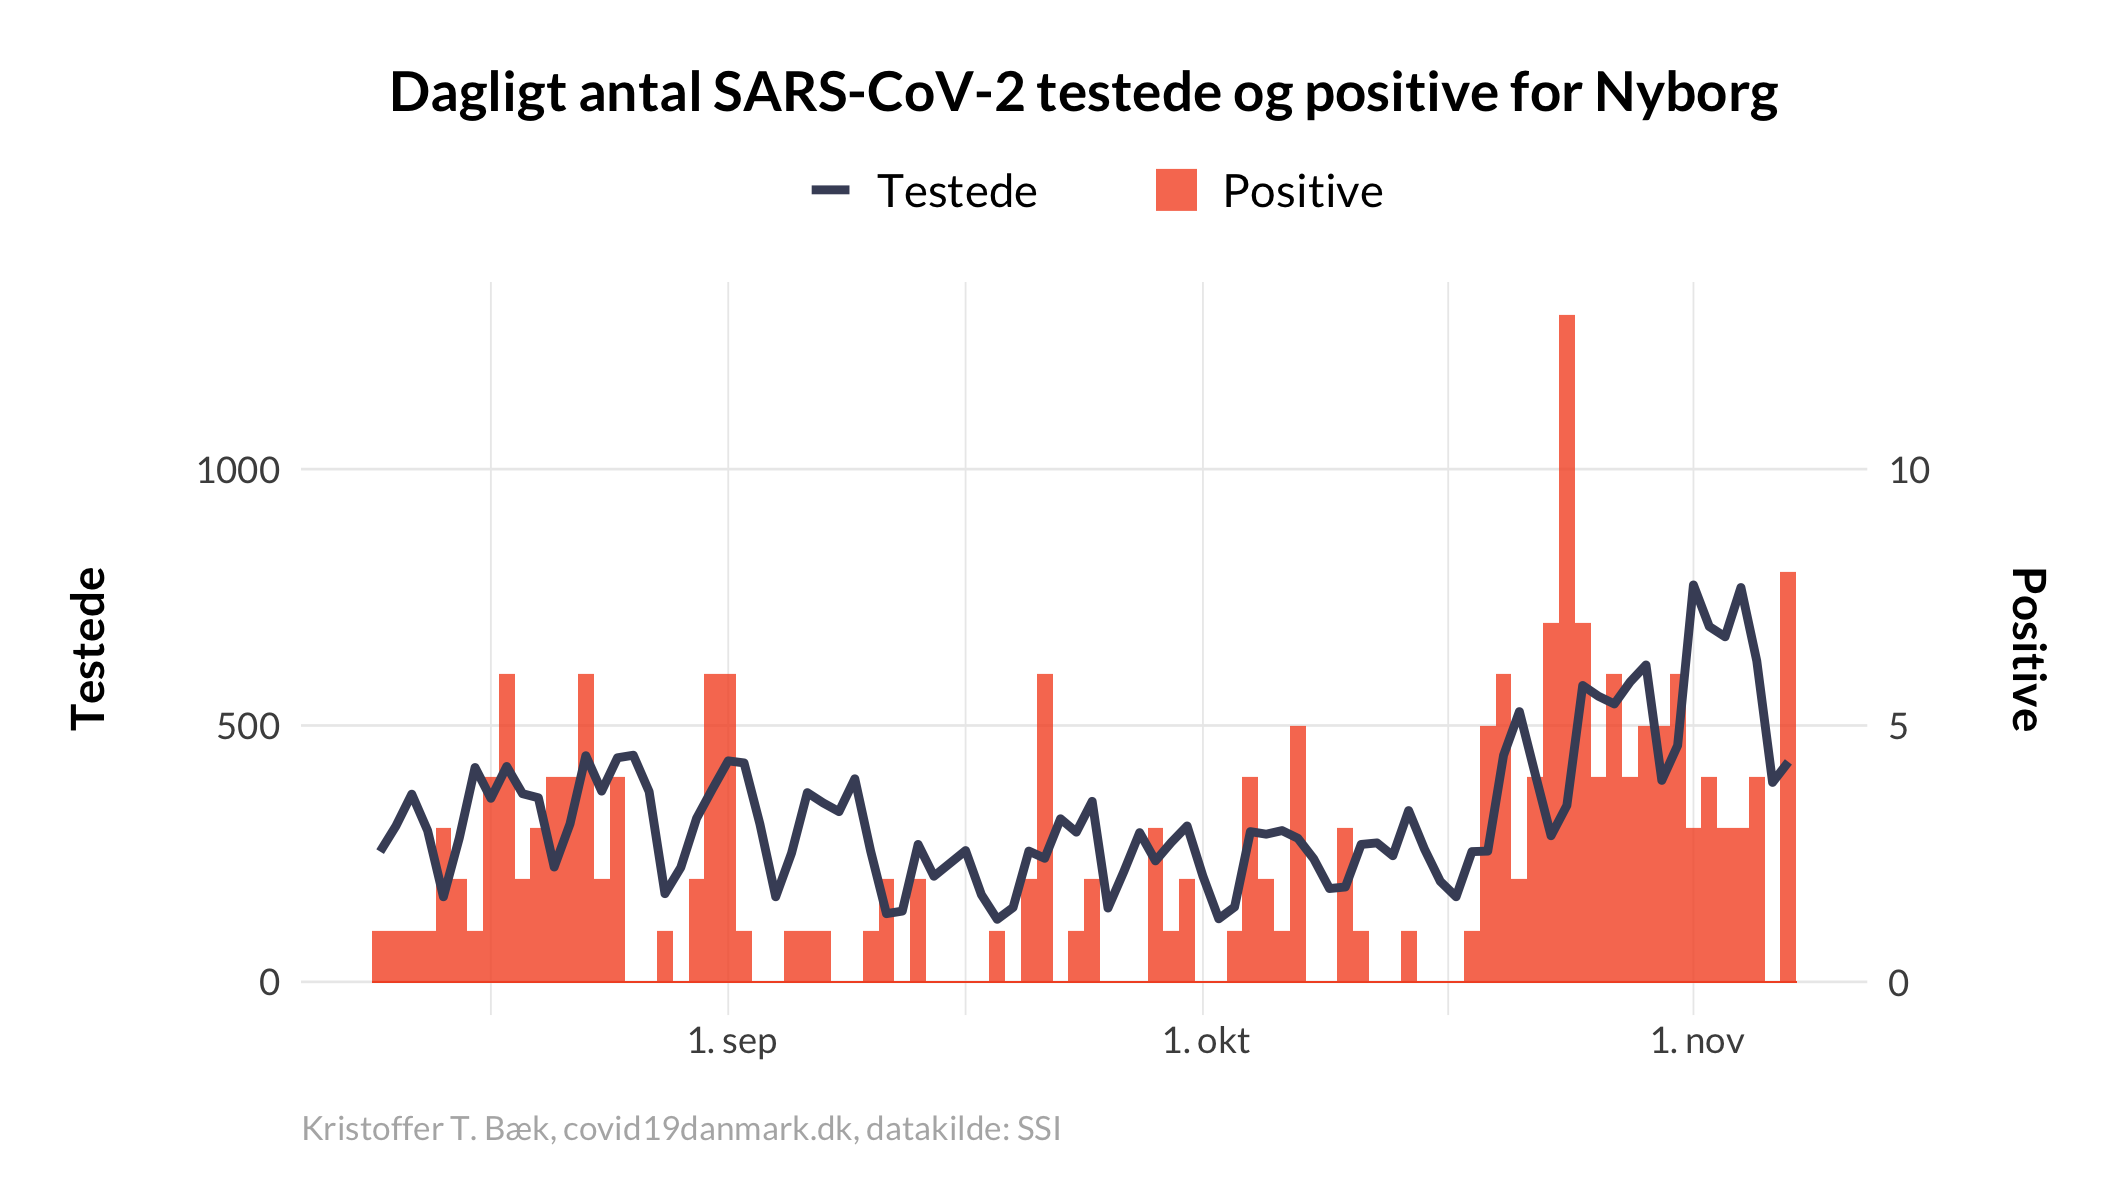 Dagligt antal SARS-CoV-2 testede og positive for Nyborg
Testede
Positive
1000
500
0
10
5
0
Testede
Positive
1. sep
1. okt
1. nov
Kristoffer T. Bæk, covid19danmark.dk, datakilde: SSI